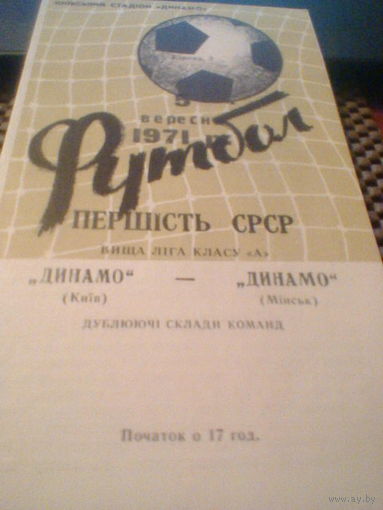 КИЇВСЬКИЙ СТАДІОН «ДИНАМО»
5
вересня
1971 р.
Футбол
ПЕРШІСТЬ СРСР
ВИЩА ЛІГА КЛАСУ «А»
„ДИНАМО“ — „ДИНАМО“
(Київ) (Мінськ)
ДУБЛЮЮЧІ СКЛАДИ КОМАНД
Початок о 17 год.
www.ay.by